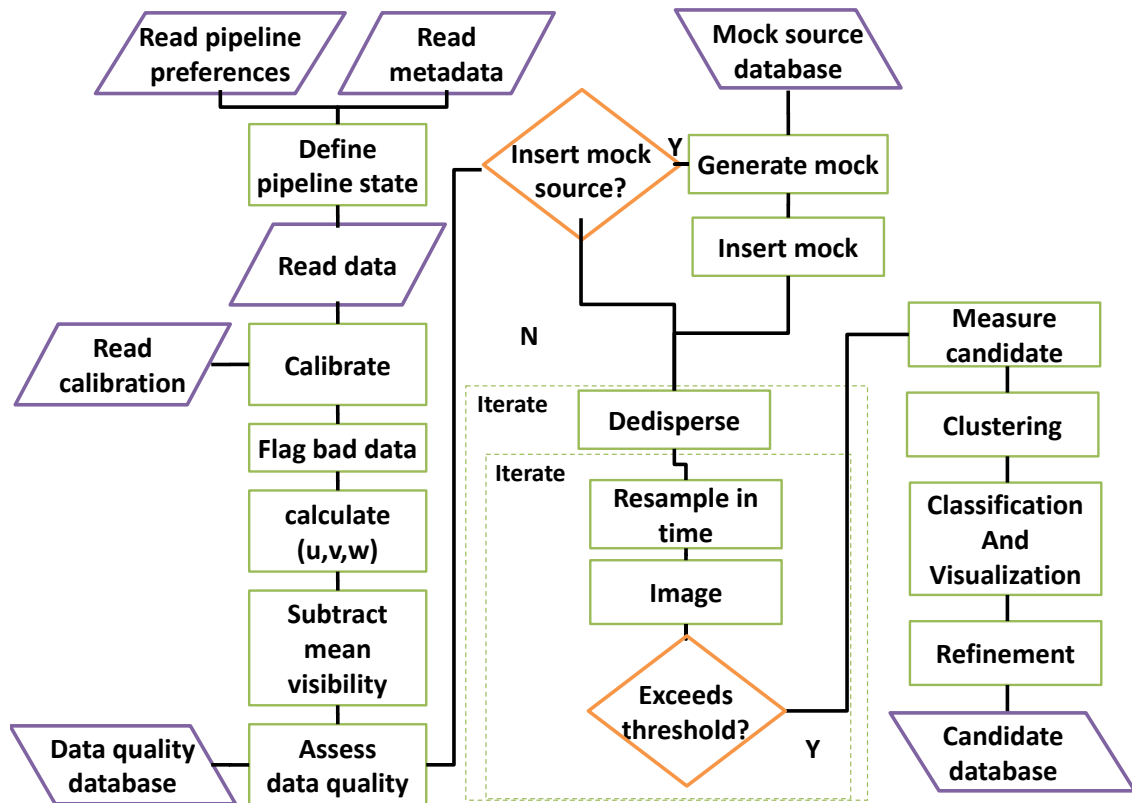 Read pipeline
preferences
Read
metadata
Define
pipeline state
Read data
Read
calibration
Calibrate
Flag bad data
calculate
(u,v,w)
Subtract
mean
visibility
Data quality
database
Assess
data quality
Insert mock
source?
Y
N
Mock source
database
Generate mock
Insert mock
Iterate
Dedisperse
Iterate
Resample in
time
Image
Exceeds
threshold?
Y
Measure
candidate
Clustering
Classification
And
Visualization
Refinement
Candidate
database